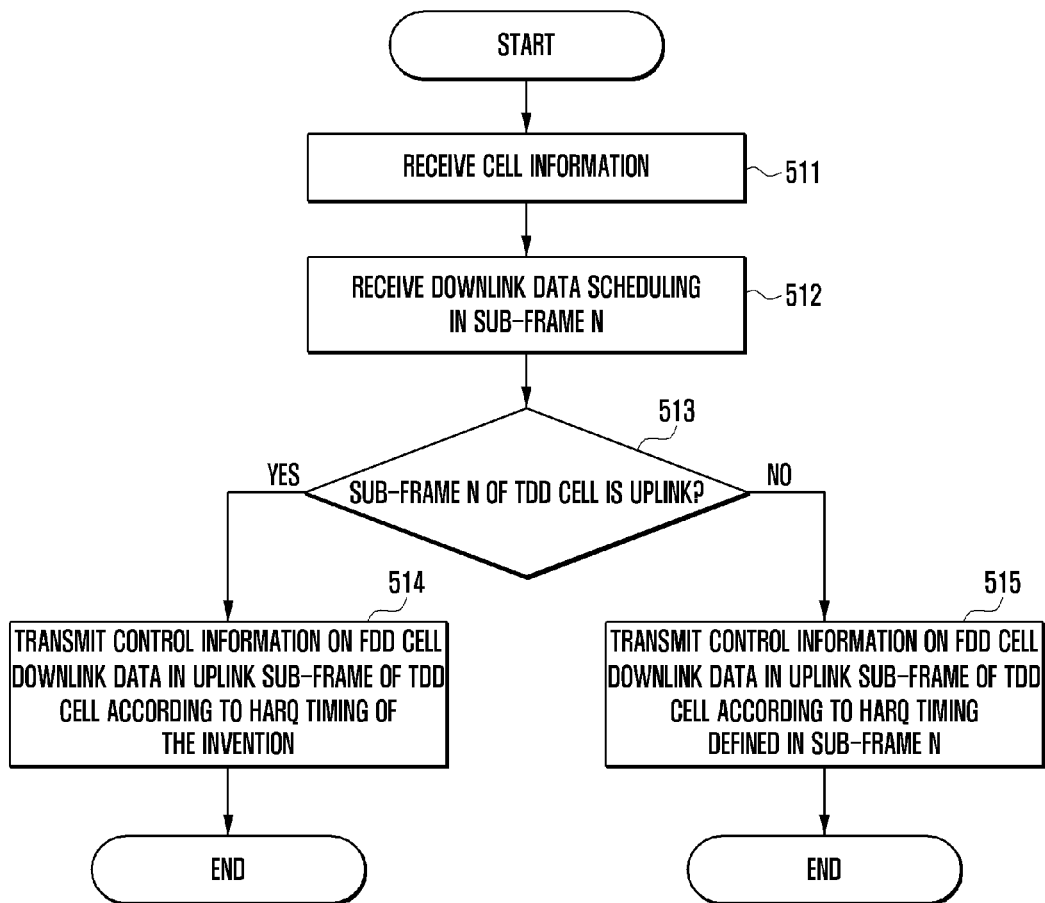 START
RECEIVE CELL INFORMATION
511
RECEIVE DOWNLINK DATA SCHEDULING
IN SUB-FRAME N
512
513
YES
SUB-FRAME N OF TDD CELL IS UPLINK?
NO
514
TRANSMIT CONTROL INFORMATION ON FDD CELL
DOWNLINK DATA IN UPLINK SUB-FRAME OF TDD
CELL ACCORDING TO HARQ TIMING OF
THE INVENTION
515
TRANSMIT CONTROL INFORMATION ON FDD CELL
DOWNLINK DATA IN UPLINK SUB-FRAME OF TDD
CELL ACCORDING TO HARQ TIMING
DEFINED IN SUB-FRAME N
END
END